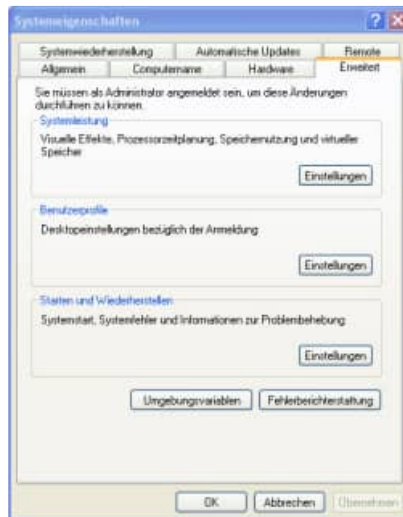 Systemeigenschaften
Systemwiederherstellung Automatische Updates Remote
Allgemein Computername Hardware Erweitert
Sie müssen als Administrator angemeldet sein, um diese Änderungen
durchführen zu können.
Systemleistung
Visuelle Effekte, Prozessorzeitplanung, Speichernutzung und virtueller
Speicher
Einstellungen
Benutzerprofile
Desktopeinstellungen bezüglich der Anmeldung
Einstellungen
Starten und Wiederherstellen
Systemstart, Systemfehler und Informationen zur Problembehebung
Einstellungen
Umgebungsvariablen Fehlerberichterstattung
OK Abbrechen Übernehmen